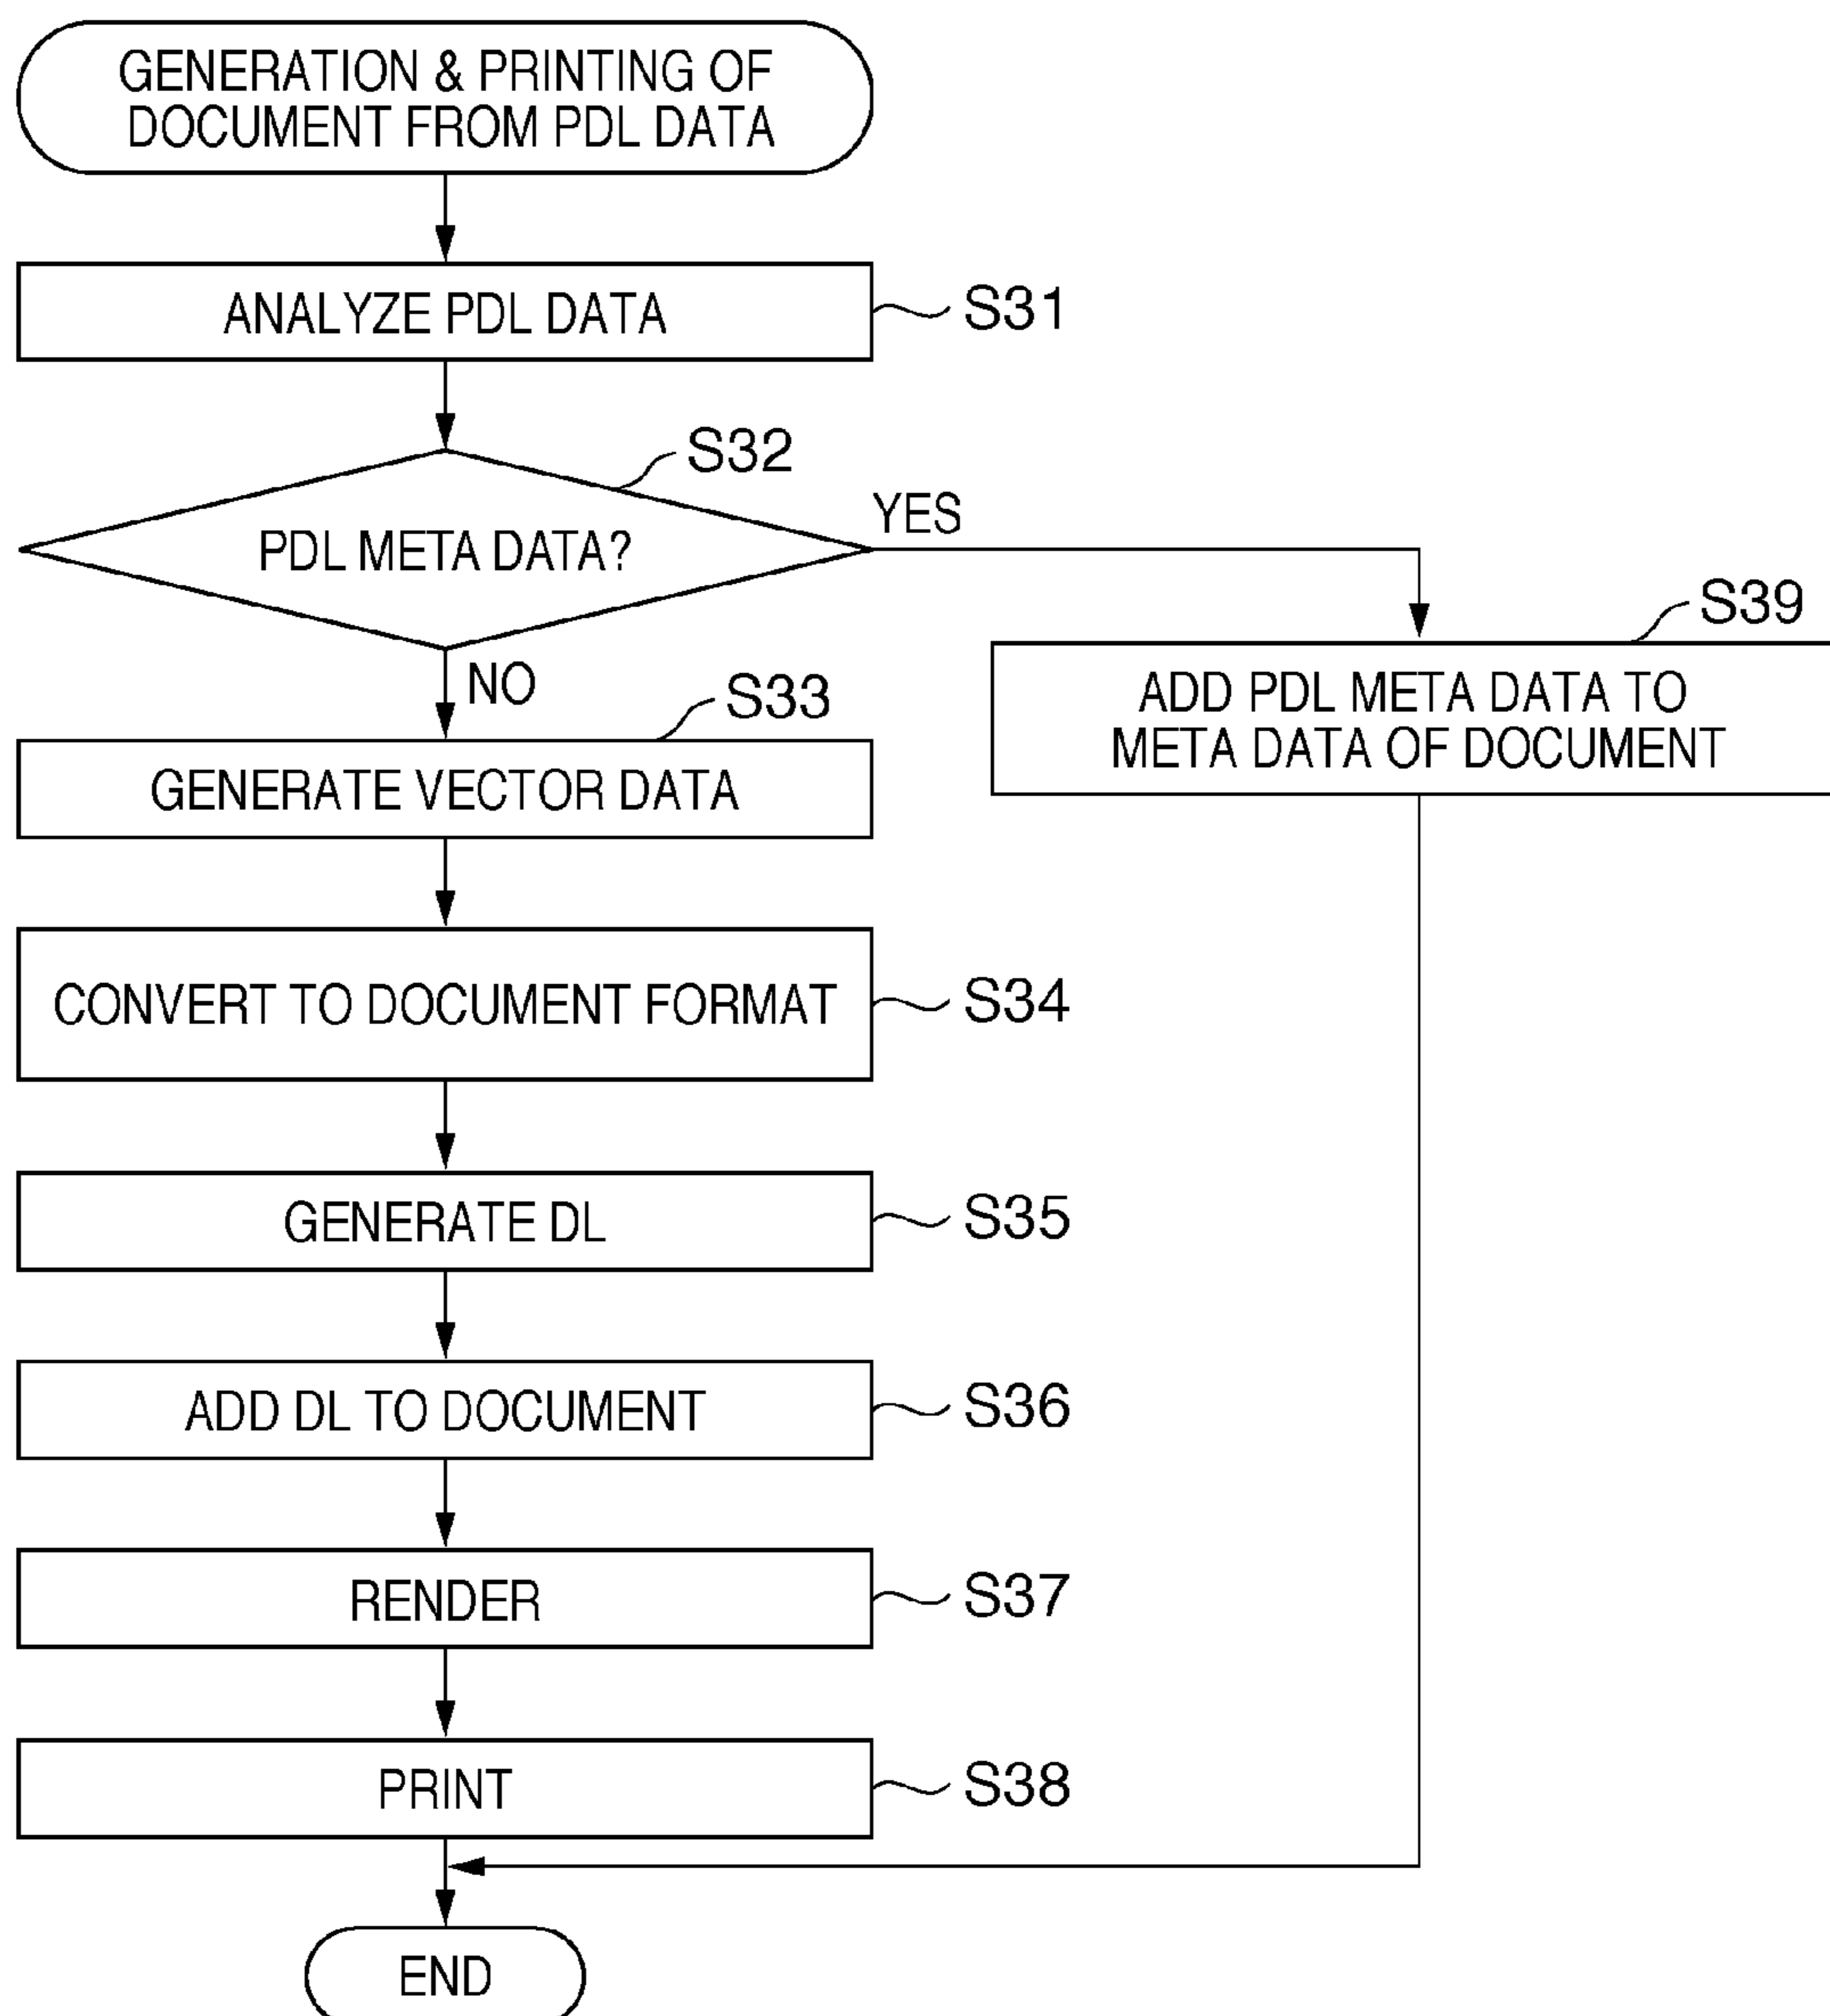 GENERATION & PRINTING OF
DOCUMENT FROM PDL DATA
ANALYZE PDL DATA
S31
S32
PDL META DATA?
YES
NO
S39
ADD PDL META DATA TO
META DATA OF DOCUMENT
S33
GENERATE VECTOR DATA
CONVERT TO DOCUMENT FORMAT
S34
GENERATE DL
S35
ADD DL TO DOCUMENT
S36
RENDER
S37
PRINT
S38
END